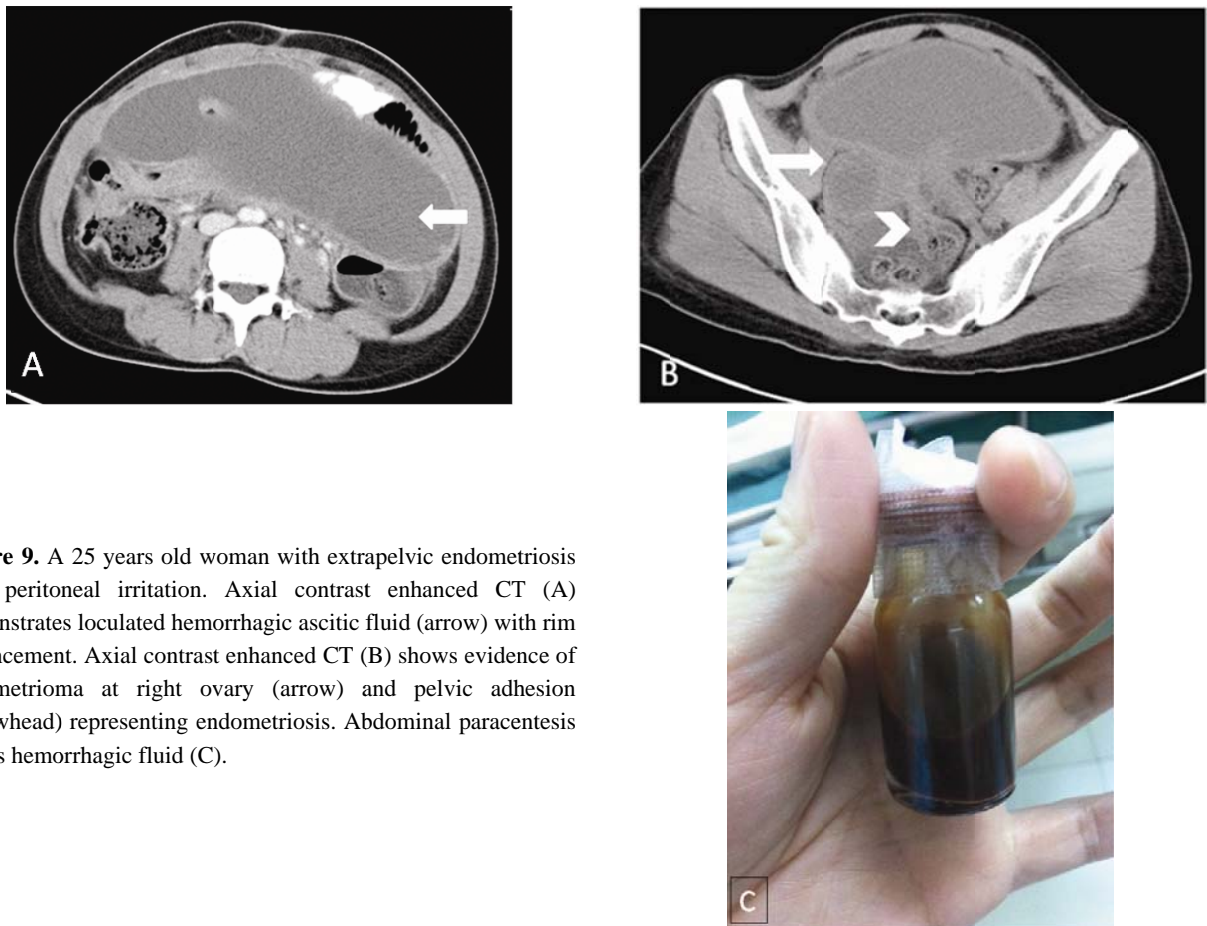 A
B
re 9. A 25 years old woman with extrapelvic endometriosis
peritoneal irritation. Axial contrast enhanced CT (A)
nstrates loculated hemorrhagic ascitic fluid (arrow) with rim
ncement. Axial contrast enhanced CT (B) shows evidence of
metrioma at right ovary (arrow) and pelvic adhesion
whead) representing endometriosis. Abdominal paracentesis
s hemorrhagic fluid (C).
C